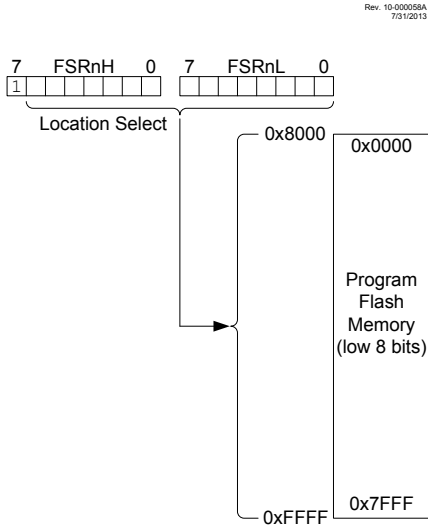 Rev. 10-000058A
7/31/2013
7 FSRnH 0 7 FSRnL 0
1
Location Select
0x8000
0x0000
Program
Flash
Memory
(low 8 bits)
0x7FFF
0xFFFF